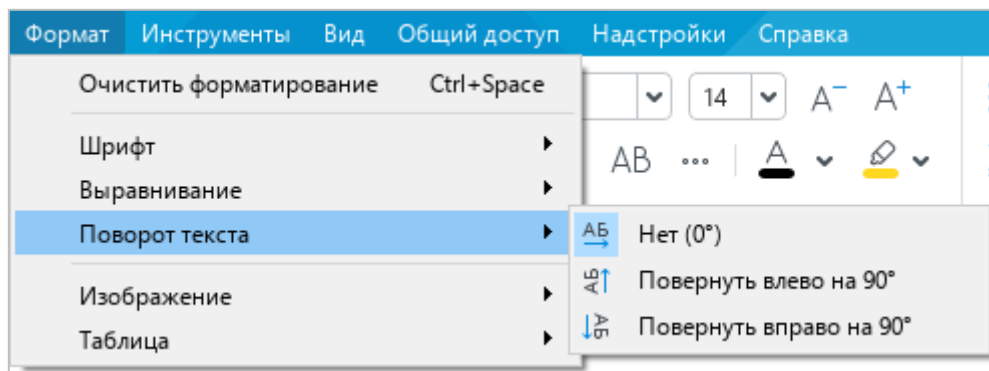 Формат Инструменты Вид Общий доступ Надстройки Справка
Очистить форматирование Ctrl+Space
14 A⁻ A⁺
Шрифт
AB ••• A
Выравнивание
Поворот текста
АБ Нет (0°)
АБ Повернуть влево на 90°
Изображение
АБ Повернуть вправо на 90°
Таблица